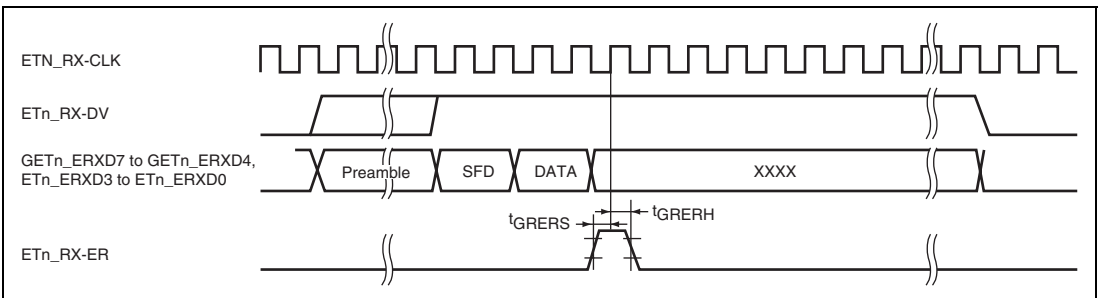 ETN_RX-CLK
ETn_RX-DV
GETn_ERXD7 to GETn_ERXD4,
ETn_ERXD3 to ETn_ERXD0
Preamble
SFD
DATA
XXXX
tGRERS
tGRERH
ETn_RX-ER